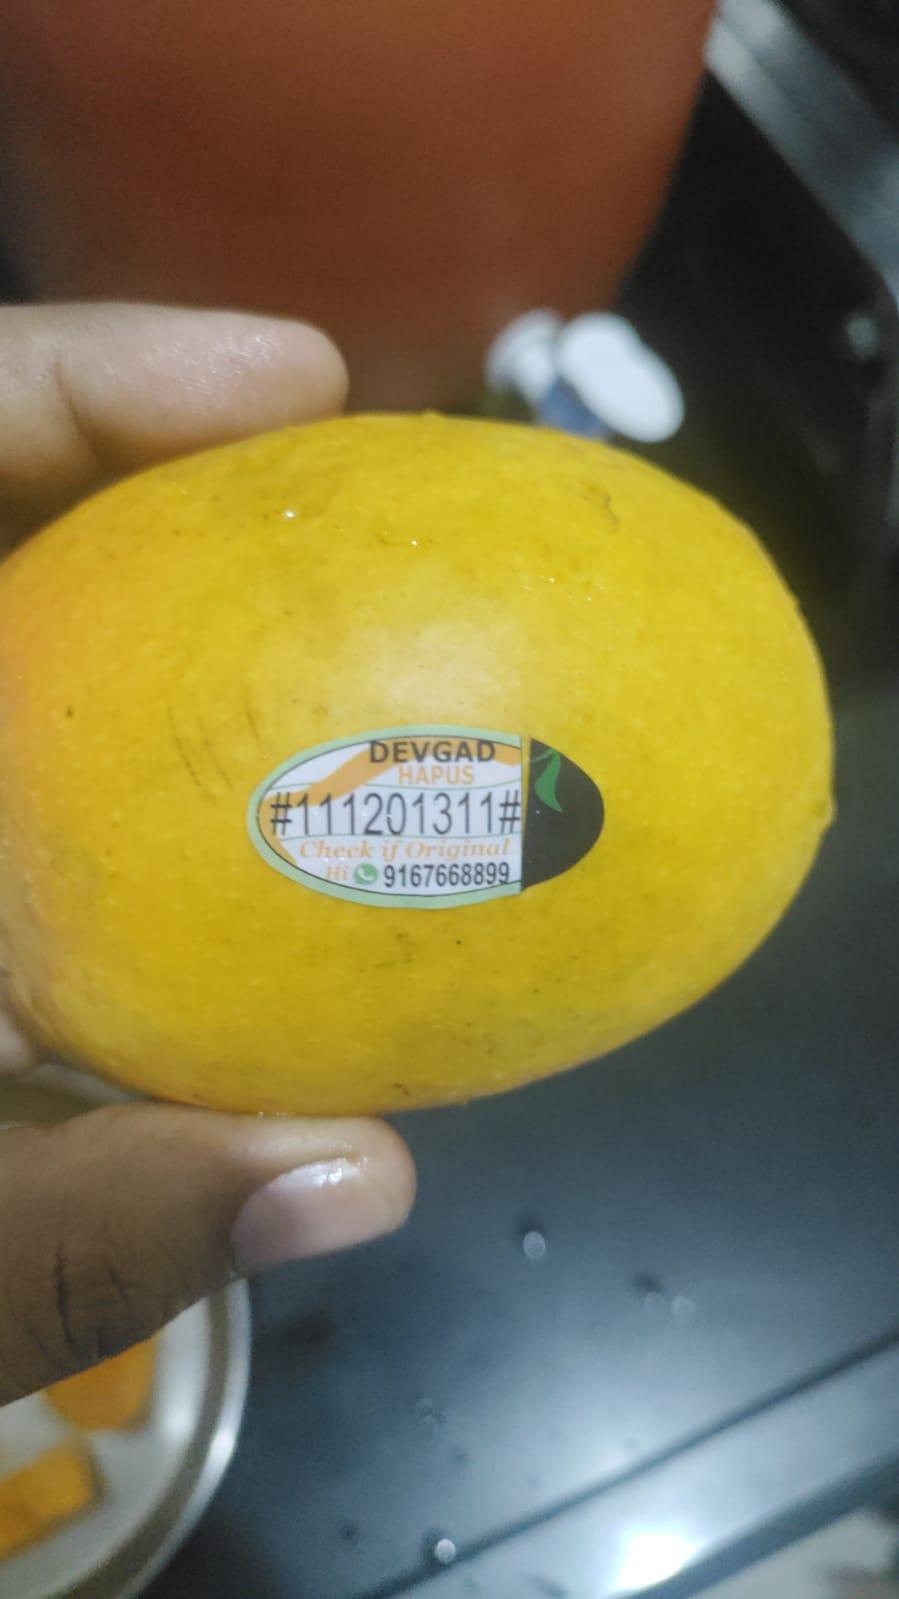 DEVGAD
HAPUS
#111201311#
Check if Original
Hi 9167668899